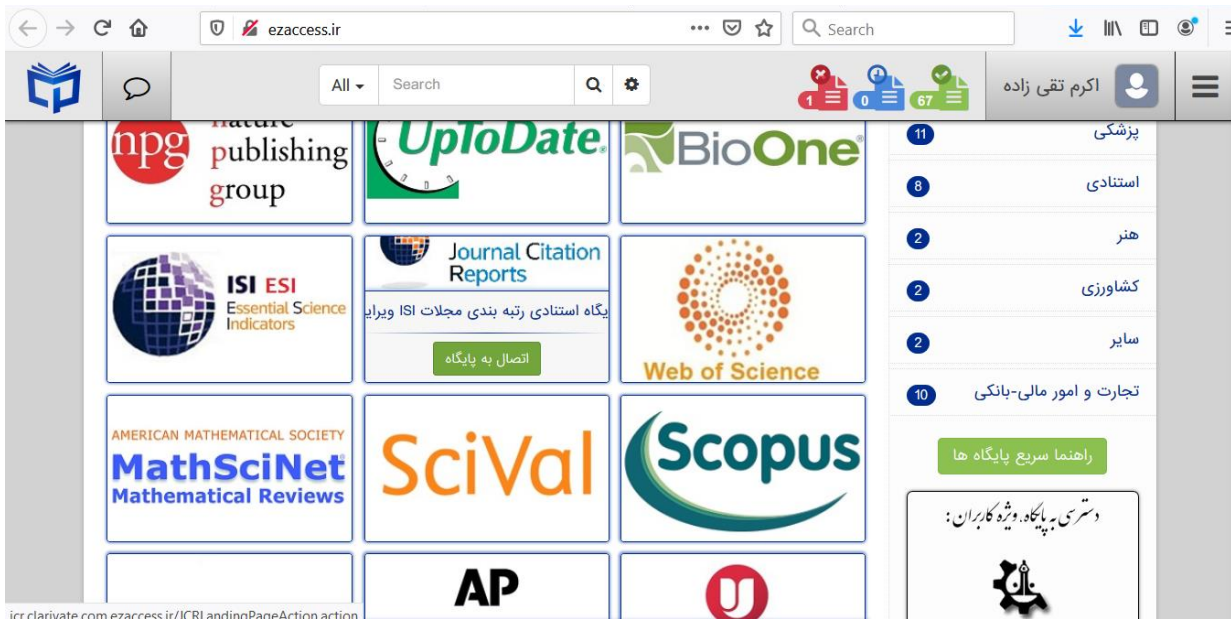 ezaccess.ir
Search
All
Search
1
0
67
اکرم تقی زاده
npg
nature
publishing
group
UpToDate®
BioOne
پزشکی
11
استنادی
8
هنر
2
کشاورزی
2
سایر
2
تجارت و امور مالی-بانکی
10
ISI ESI
Essential Science
Indicators
Journal Citation
Reports
یگاه استنادی رتبه بندی مجلات ISI ویرای
اتصال به پایگاه
Web of Science
AMERICAN MATHEMATICAL SOCIETY
MathSciNet
Mathematical Reviews
SciVal
Scopus
راهنما سریع پایگاه ها
دسترسی به پایگاه، ویژه کاربران :
AP
jcr.clarivate.com.ezaccess.ir/JCRLandingPageAction.action